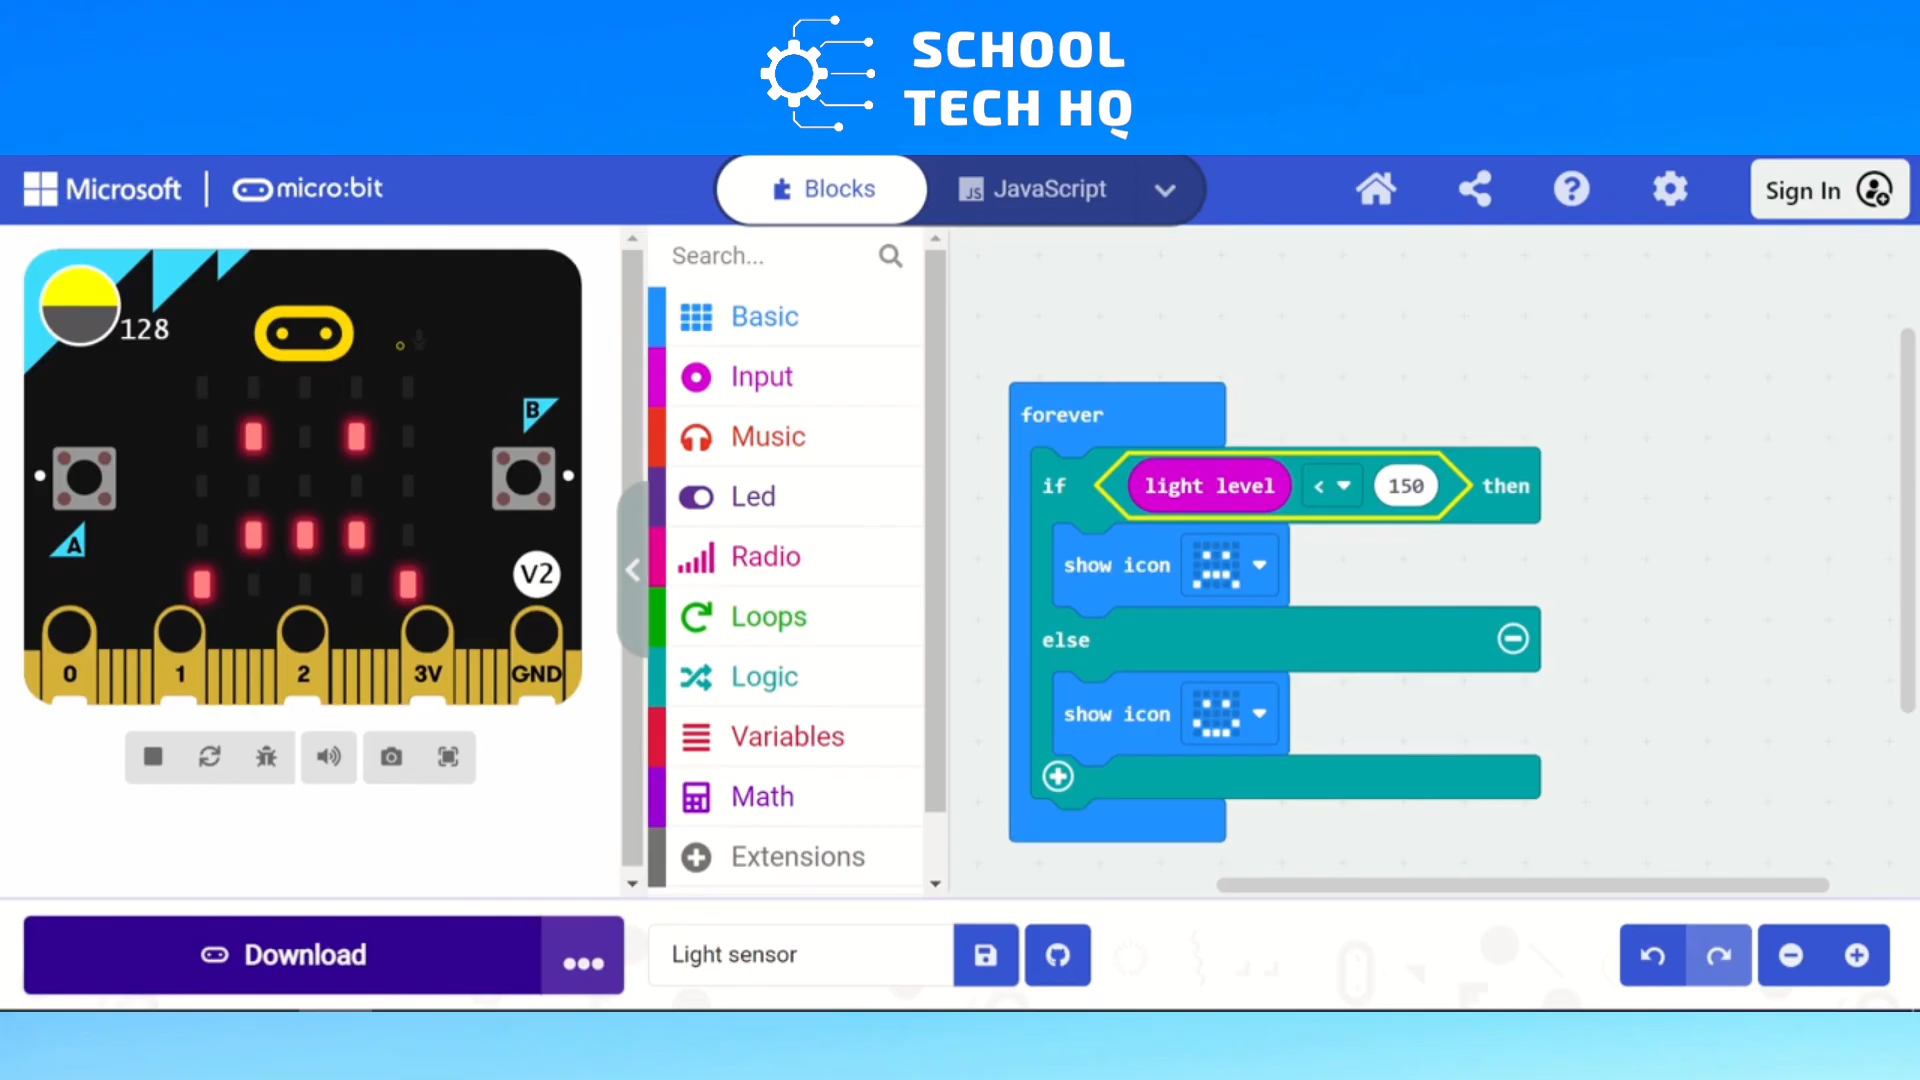 SCHOOL
TECH HQ
Microsoft
micro:bit
Blocks
JS JavaScript
Sign In
128
B
A
V2
0 1 2 3V GND
Search...
Basic
Input
Music
Led
Radio
Loops
Logic
Variables
Math
Extensions
forever
if light level < 150 then
show icon
else
show icon
Download
Light sensor